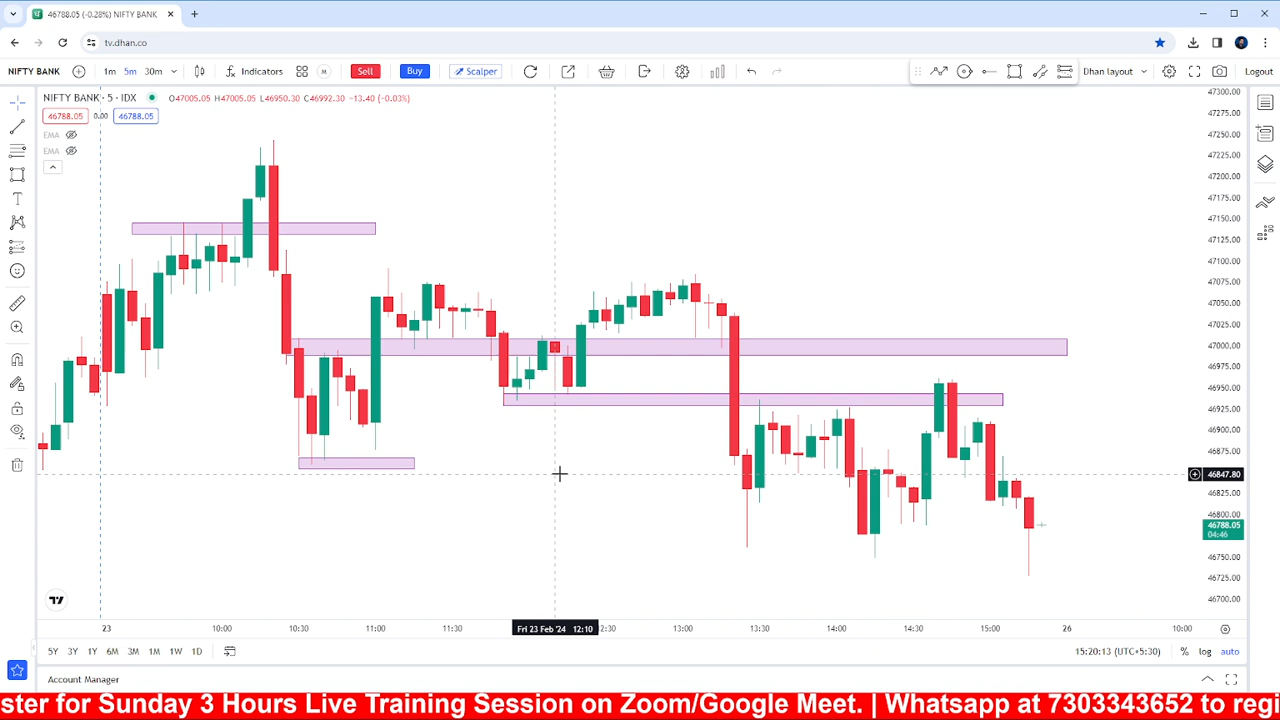 46788.05 (-0.28%) NIFTY BANK
tv.dhan.co
NIFTY BANK 1m 5m 30m Indicators M Sell Buy Scalper Dhan layout Logout
NIFTY BANK · 5 · IDX O47005.05 H47005.05 L46950.30 C46992.30 −13.40 (−0.03%)
46788.05 0.00 46788.05
EMA
EMA
47300.00
47275.00
47250.00
47225.00
47200.00
47175.00
47150.00
47125.00
47100.00
47075.00
47050.00
47025.00
47000.00
46975.00
46950.00
46925.00
46900.00
46875.00
46847.80
46825.00
46800.00
46788.05
04:46
46750.00
46725.00
46700.00
23 10:00 10:30 11:00 11:30 Fri 23 Feb '24 12:10 2:30 13:00 13:30 14:00 14:30 15:00 26 10:00
5Y 3Y 1Y 6M 3M 1M 1W 1D 15:20:13 (UTC+5:30) % log auto
Account Manager
ster for Sunday 3 Hours Live Training Session on Zoom/Google Meet. | Whatsapp at 7303343652 to regi